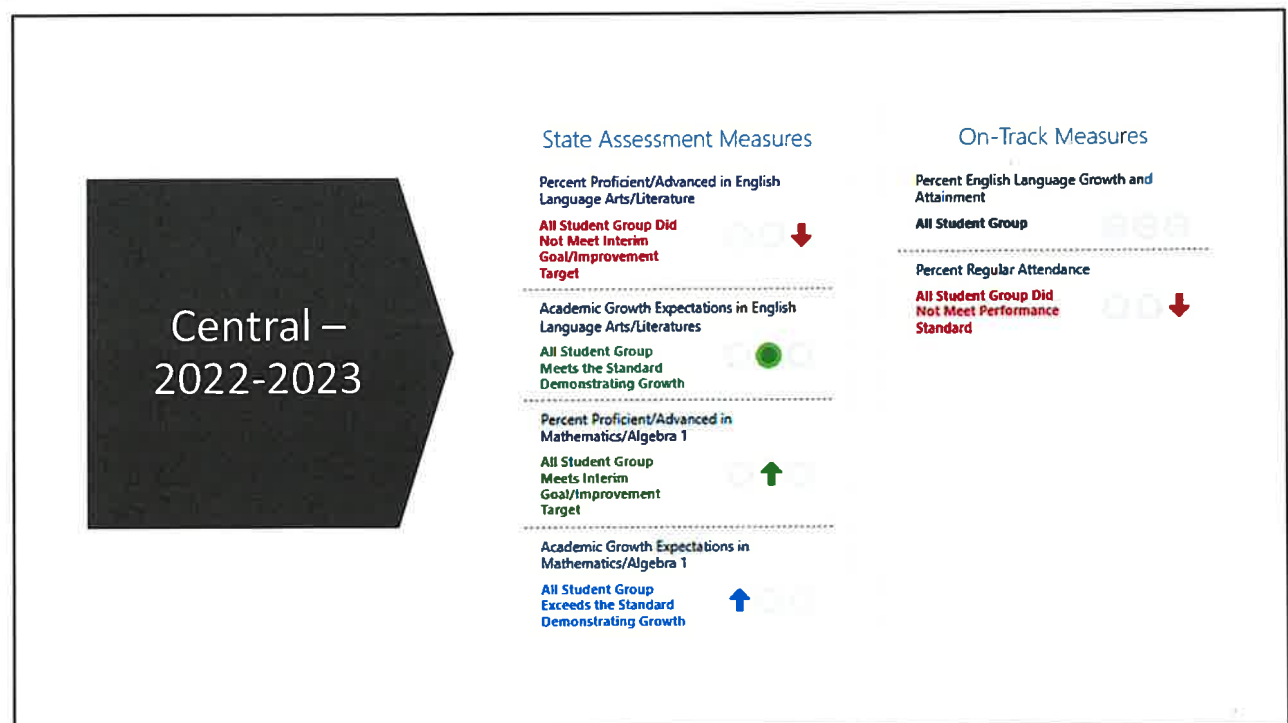 Central –
2022-2023
State Assessment Measures
Percent Proficient/Advanced in English
Language Arts/Literature
All Student Group Did
Not Meet Interim
Goal/Improvement
Target
Academic Growth Expectations in English
Language Arts/Literatures
All Student Group
Meets the Standard
Demonstrating Growth
Percent Proficient/Advanced in
Mathematics/Algebra 1
All Student Group
Meets Interim
Goal/Improvement
Target
Academic Growth Expectations in
Mathematics/Algebra 1
All Student Group
Exceeds the Standard
Demonstrating Growth
On-Track Measures
Percent English Language Growth and
Attainment
All Student Group
Percent Regular Attendance
All Student Group Did
Not Meet Performance
Standard